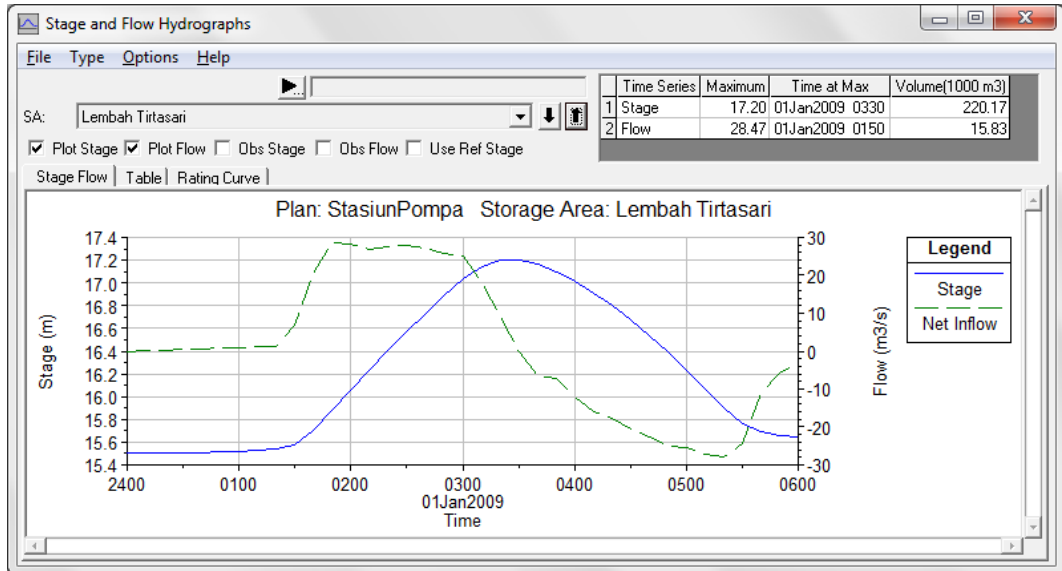 Stage and Flow Hydrographs
File Type Options Help
Time Series Maximum Time at Max Volume(1000 m3)
1 Stage 17.20 01Jan2009 0330 220.17
2 Flow 28.47 01Jan2009 0150 15.83
SA: Lembah Tirtasari
Plot Stage Plot Flow Obs Stage Obs Flow Use Ref Stage
Stage Flow Table Rating Curve
Plan: StasiunPompa Storage Area: Lembah Tirtasari
17.4
17.2
17.0
16.8
16.6
16.4
16.2
16.0
15.8
15.6
15.4
Stage (m)
30
20
10
0
-10
-20
-30
Flow (m3/s)
2400 0100 0200 0300 0400 0500 0600
01Jan2009
Time
Legend
Stage
Net Inflow